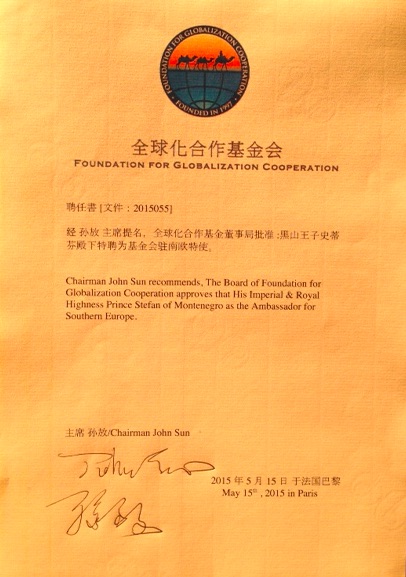 FOUNDATION FOR GLOBALIZATION COOPERATION
FOUNDED IN 1997
全球化合作基金会
FOUNDATION FOR GLOBALIZATION COOPERATION
聘任書 [文件：2015055]
经 孙放 主席提名，全球化合作基金董事局批准;黑山王子史蒂
芬殿下特聘为基金会驻南欧特使。
Chairman John Sun recommends, The Board of Foundation for
Globalization Cooperation approves that His Imperial & Royal
Highness Prince Stefan of Montenegro as the Ambassador for
Southern Europe.
主席 孙放/Chairman John Sun
John Sun
孙放
2015 年 5 月 15 日 于法国巴黎
May 15th , 2015 in Paris